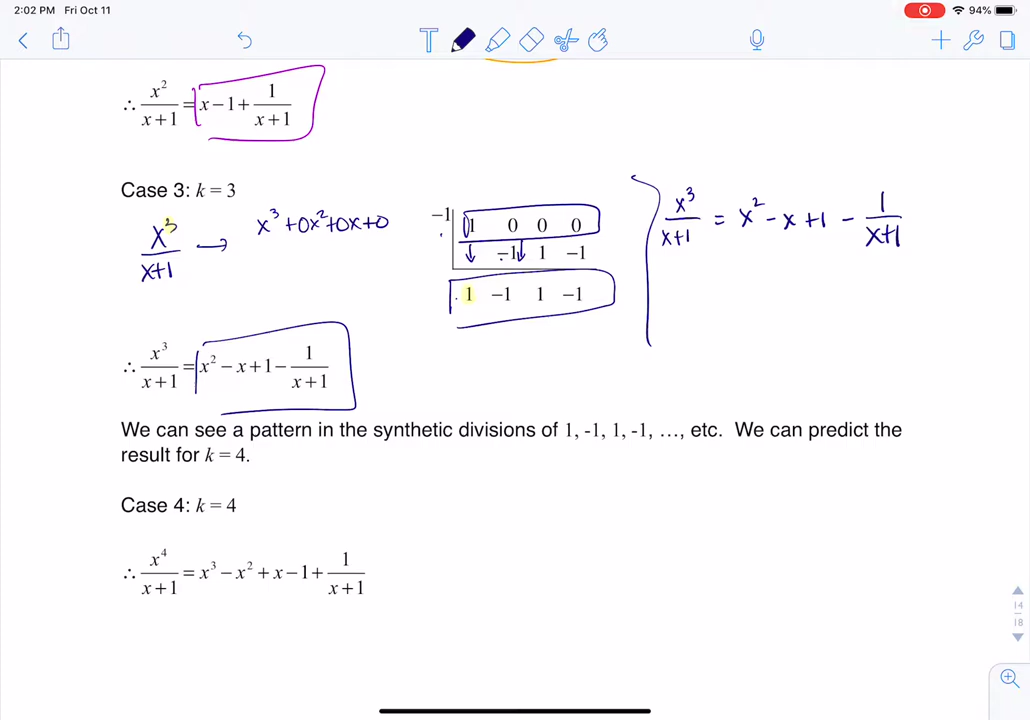 2:02 PM Fri Oct 11 94%
T
∴ x²/(x+1) = x − 1 + 1/(x+1)
Case 3: k = 3
x³/(x+1) → x³+0x²+0x+0
−1 | 1 0 0 0
−1 1 −1
1 −1 1 −1
x³/(x+1) = x² − x + 1 − 1/(x+1)
∴ x³/(x+1) = x² − x + 1 − 1/(x+1)
We can see a pattern in the synthetic divisions of 1, -1, 1, -1, …, etc. We can predict the
result for k = 4.
Case 4: k = 4
∴ x⁴/(x+1) = x³ − x² + x − 1 + 1/(x+1)
14
18